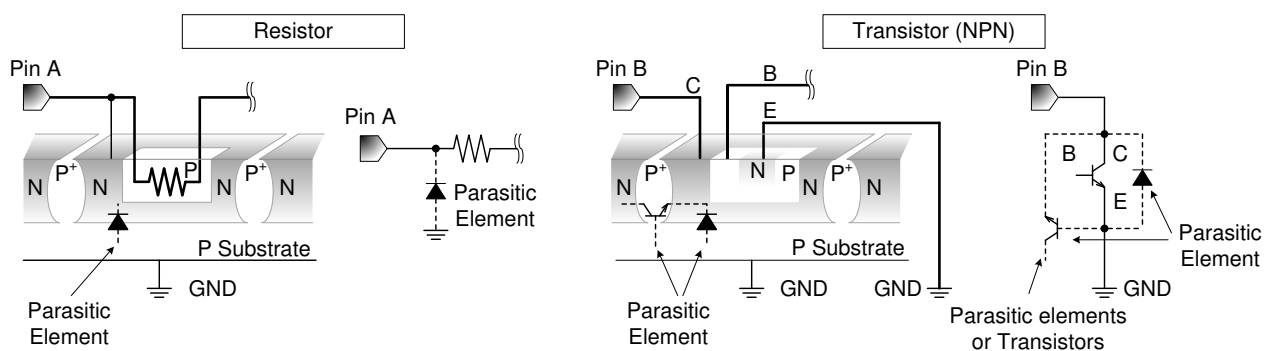 Resistor
Pin A
N
P+
N
P
N
P+
N
Parasitic
Element
P Substrate
GND
Pin A
Parasitic
Element
Transistor (NPN)
Pin B
C
B
E
N
P+
N
P
N
P+
N
P Substrate
GND
GND
Parasitic
Element
Pin B
B
C
E
GND
Parasitic
Element
Parasitic elements
or Transistors